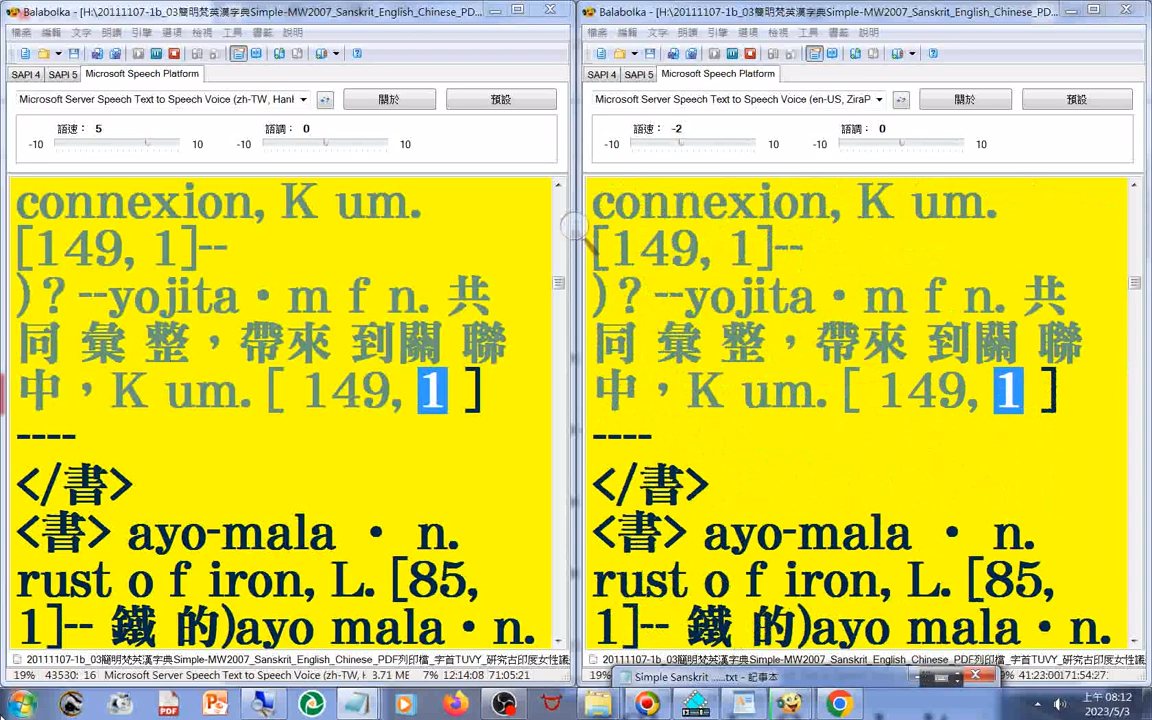 Balabolka - [H:\20111107-1b_03簡明梵英漢字典Simple-MW2007_Sanskrit_English_Chinese_PD...
檔案 編輯 文字 朗讀 引擎 選項 檢視 工具 書籤 說明
SAPI 4 SAPI 5 Microsoft Speech Platform
Microsoft Server Speech Text to Speech Voice (zh-TW, HanH 關於 預設
語速： 5 語調： 0
-10 10 -10 10
connexion, K um.
[149, 1]--
)？--yojita・m f n. 共
同 彙 整，帶來 到關 聯
中，K um. [ 149, 1 ]
----
</書>
<書> ayo-mala ・ n.
rust o f iron, L. [85,
1]-- 鐵 的)ayo mala・n.
20111107-1b_03簡明梵英漢字典Simple-MW2007_Sanskrit_English_Chinese_PDF列印檔_字首TUVY_研究古印度女性議
19% 43530: 16 Microsoft Server Speech Text to Speech Voice (zh-TW, H 3.71 ME 7% 12:14:08 71:05:21
Balabolka - [H:\20111107-1b_03簡明梵英漢字典Simple-MW2007_Sanskrit_English_Chinese_PD...
檔案 編輯 文字 朗讀 引擎 選項 檢視 工具 書籤 說明
SAPI 4 SAPI 5 Microsoft Speech Platform
Microsoft Server Speech Text to Speech Voice (en-US, ZiraP 關於 預設
語速： -2 語調： 0
-10 10 -10 10
connexion, K um.
[149, 1]--
)？--yojita・m f n. 共
同 彙 整，帶來 到關 聯
中，K um. [ 149, 1 ]
----
</書>
<書> ayo-mala ・ n.
rust o f iron, L. [85,
1]-- 鐵 的)ayo mala・n.
20111107-1b_03簡明梵英漢字典Simple-MW2007_Sanskrit_English_Chinese_PDF列印檔_字首TUVY_研究古印度女性議
19% Simple Sanskrit .....txt - 記事本 9% 41:23:00 171:54:27
上午 08:12
2023/5/3